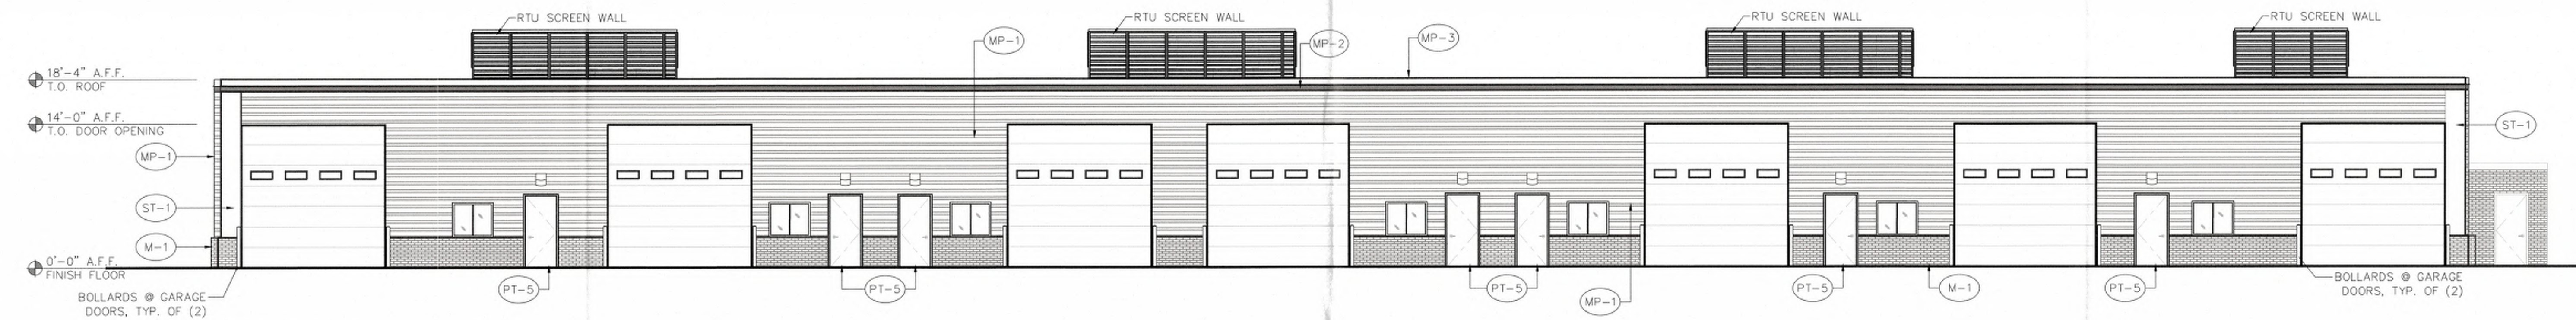 RTU SCREEN WALL
RTU SCREEN WALL
RTU SCREEN WALL
RTU SCREEN WALL
MP-1
MP-2
MP-3
18'-4" A.F.F.
T.O. ROOF
14'-0" A.F.F.
T.O. DOOR OPENING
ST-1
MP-1
ST-1
M-1
0'-0" A.F.F.
FINISH FLOOR
PT-5
PT-5
PT-5
MP-1
PT-5
M-1
PT-5
BOLLARDS @ GARAGE
DOORS, TYP. OF (2)
BOLLARDS @ GARAGE
DOORS, TYP. OF (2)